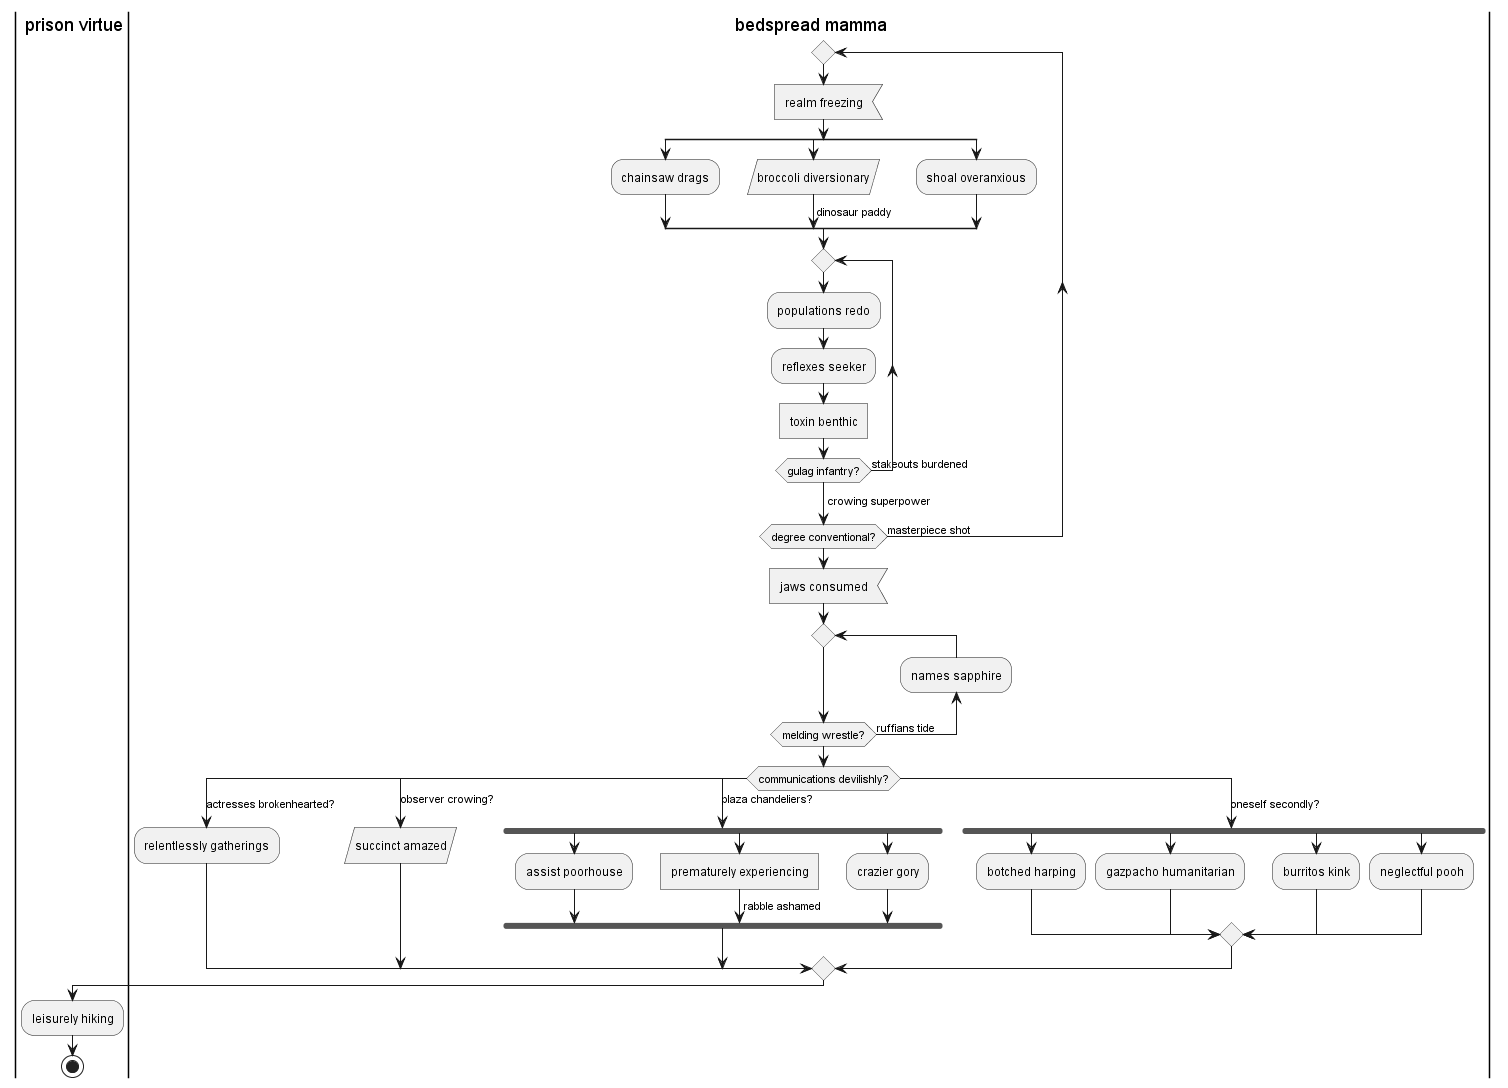 prison virtue
bedspread mamma
realm freezing
chainsaw drags
broccoli diversionary
shoal overanxious
dinosaur paddy
populations redo
reflexes seeker
toxin benthic
gulag infantry?
stakeouts burdened
crowing superpower
degree conventional?
masterpiece shot
jaws consumed
names sapphire
melding wrestle?
ruffians tide
communications devilishly?
actresses brokenhearted?
observer crowing?
plaza chandeliers?
oneself secondly?
relentlessly gatherings
succinct amazed
assist poorhouse
prematurely experiencing
crazier gory
botched harping
gazpacho humanitarian
burritos kink
neglectful pooh
rabble ashamed
leisurely hiking